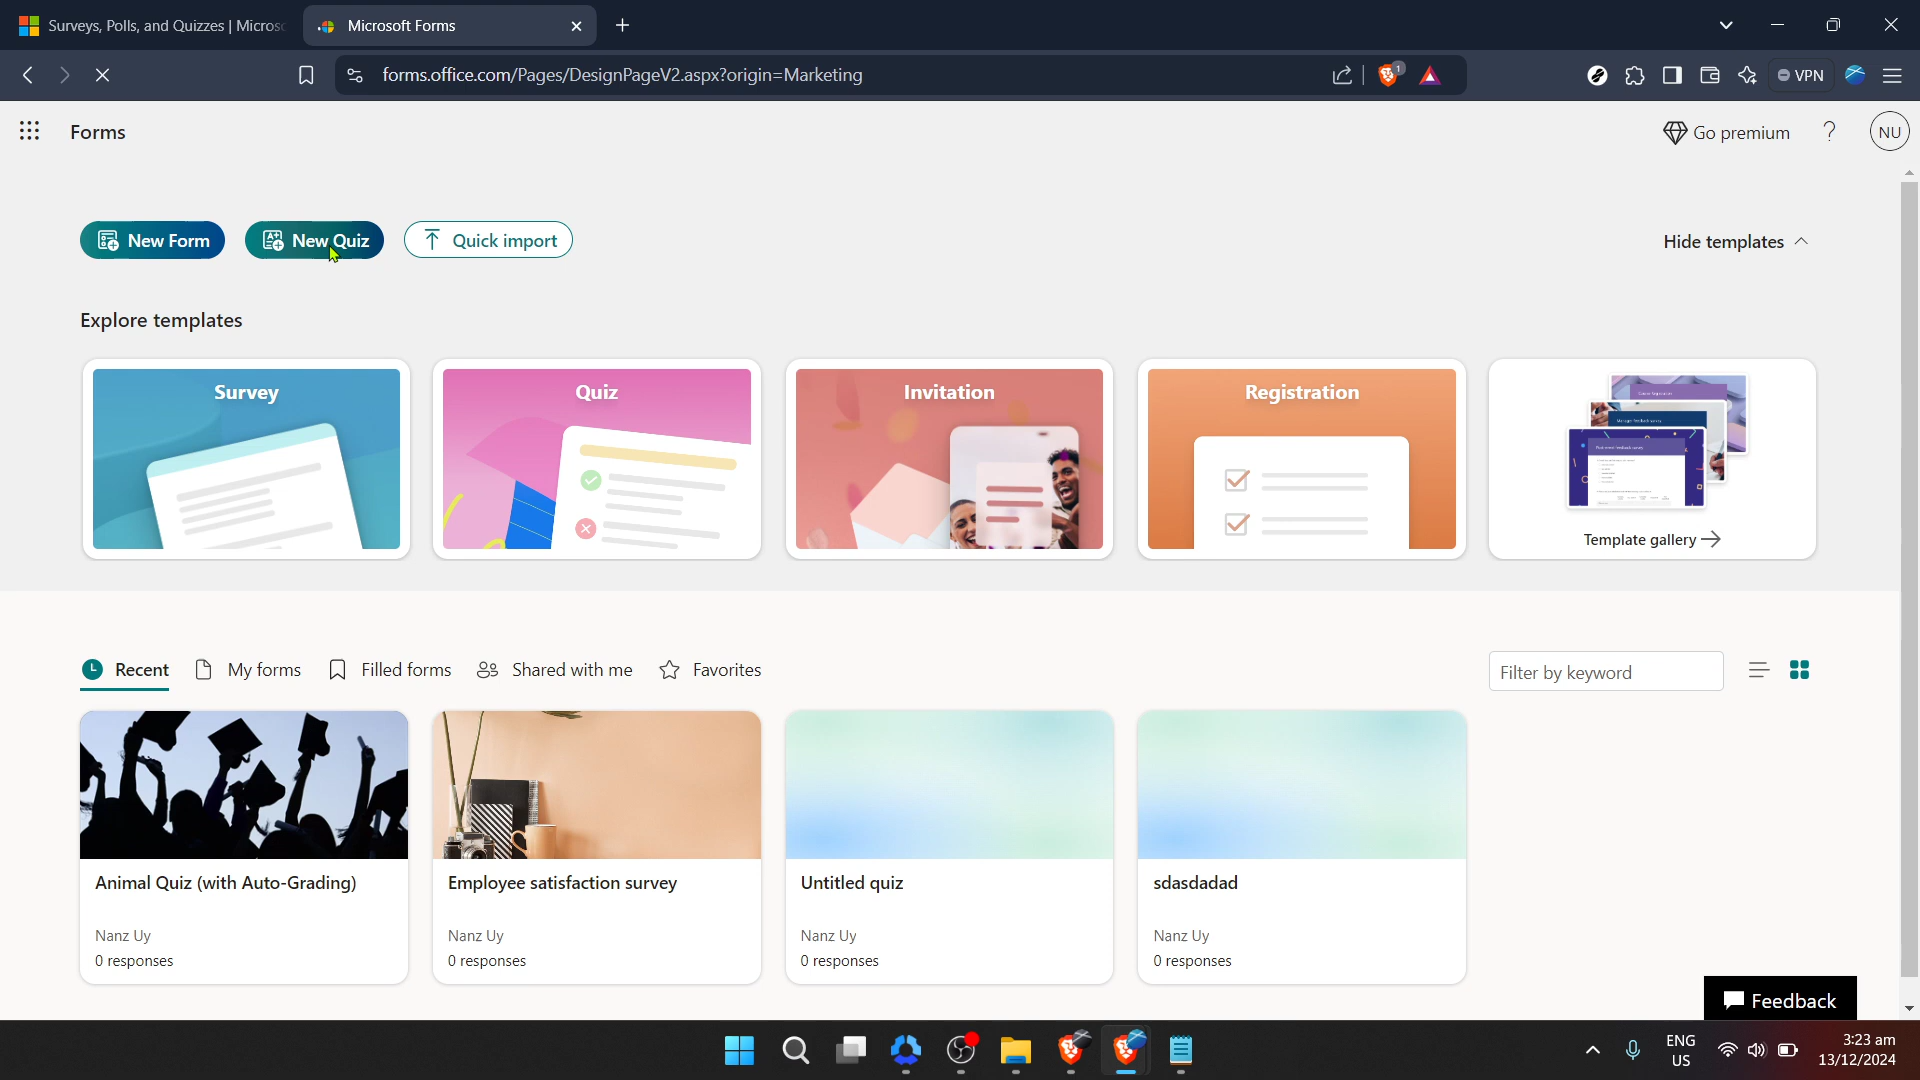 Surveys, Polls, and Quizzes | Micros
Microsoft Forms
forms.office.com/Pages/DesignPageV2.aspx?origin=Marketing
1
VPN
Forms
Go premium
?
NU
New Form
New Quiz
Quick import
Hide templates
Explore templates
Survey
Quiz
Invitation
Registration
Template gallery
Recent
My forms
Filled forms
Shared with me
Favorites
Filter by keyword
Animal Quiz (with Auto-Grading)
Nanz Uy
0 responses
Employee satisfaction survey
Nanz Uy
0 responses
Untitled quiz
Nanz Uy
0 responses
sdasdadad
Nanz Uy
0 responses
Feedback
ENG
US
3:23 am
13/12/2024